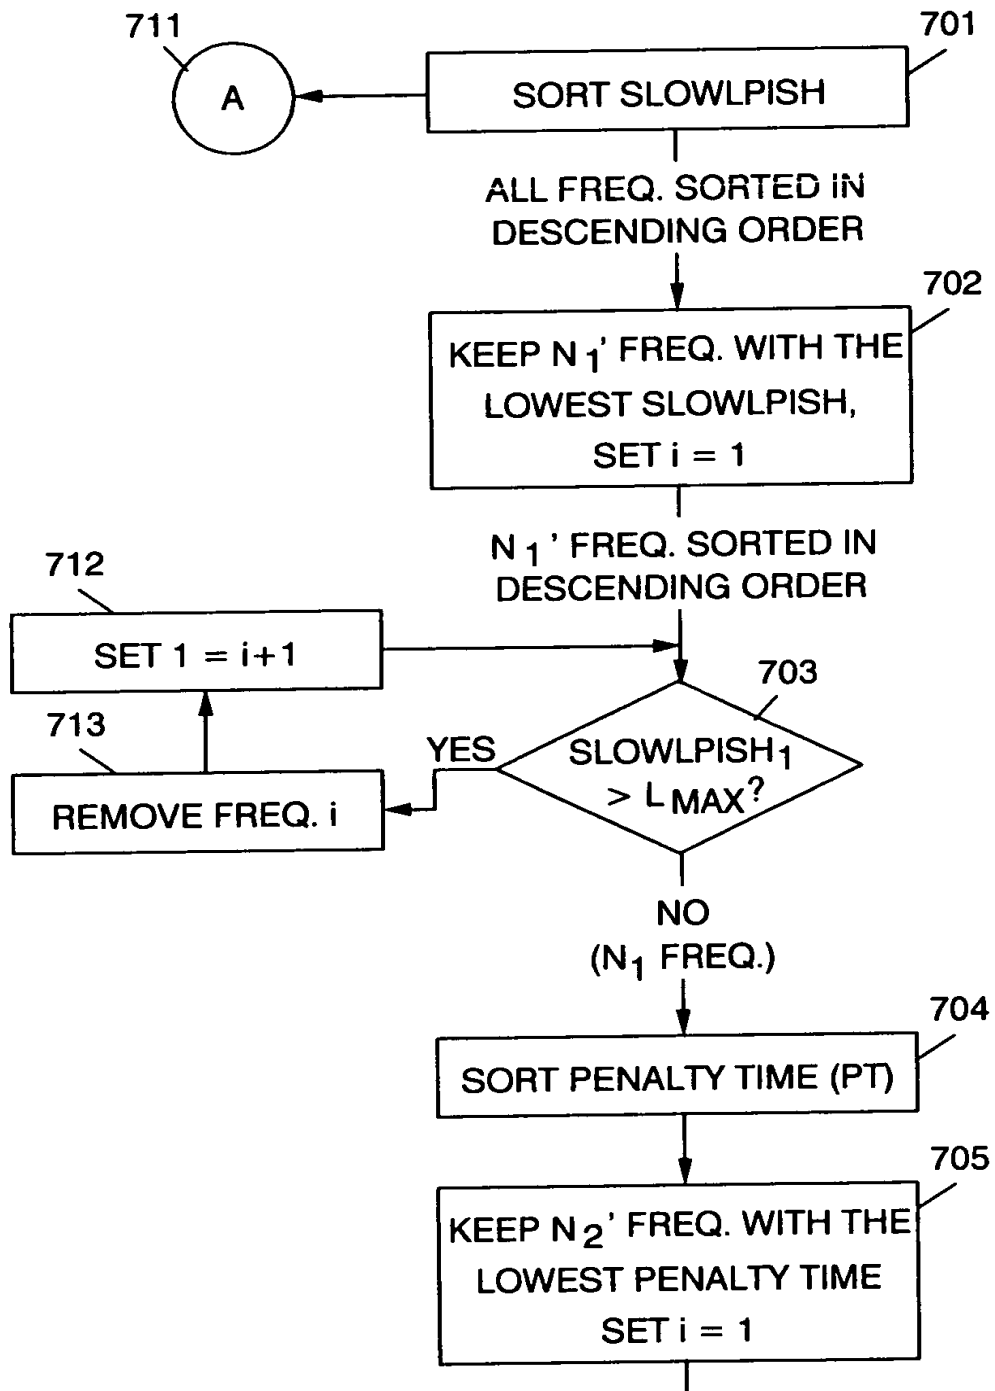 711
A
701
SORT SLOWLPISH
ALL FREQ. SORTED IN
DESCENDING ORDER
702
KEEP N1' FREQ. WITH THE
LOWEST SLOWLPISH,
SET i = 1
N1' FREQ. SORTED IN
DESCENDING ORDER
712
SET 1 = i+1
703
SLOWLPISH1
> LMAX?
713
YES
REMOVE FREQ. i
NO
(N1 FREQ.)
704
SORT PENALTY TIME (PT)
705
KEEP N2' FREQ. WITH THE
LOWEST PENALTY TIME
SET i = 1